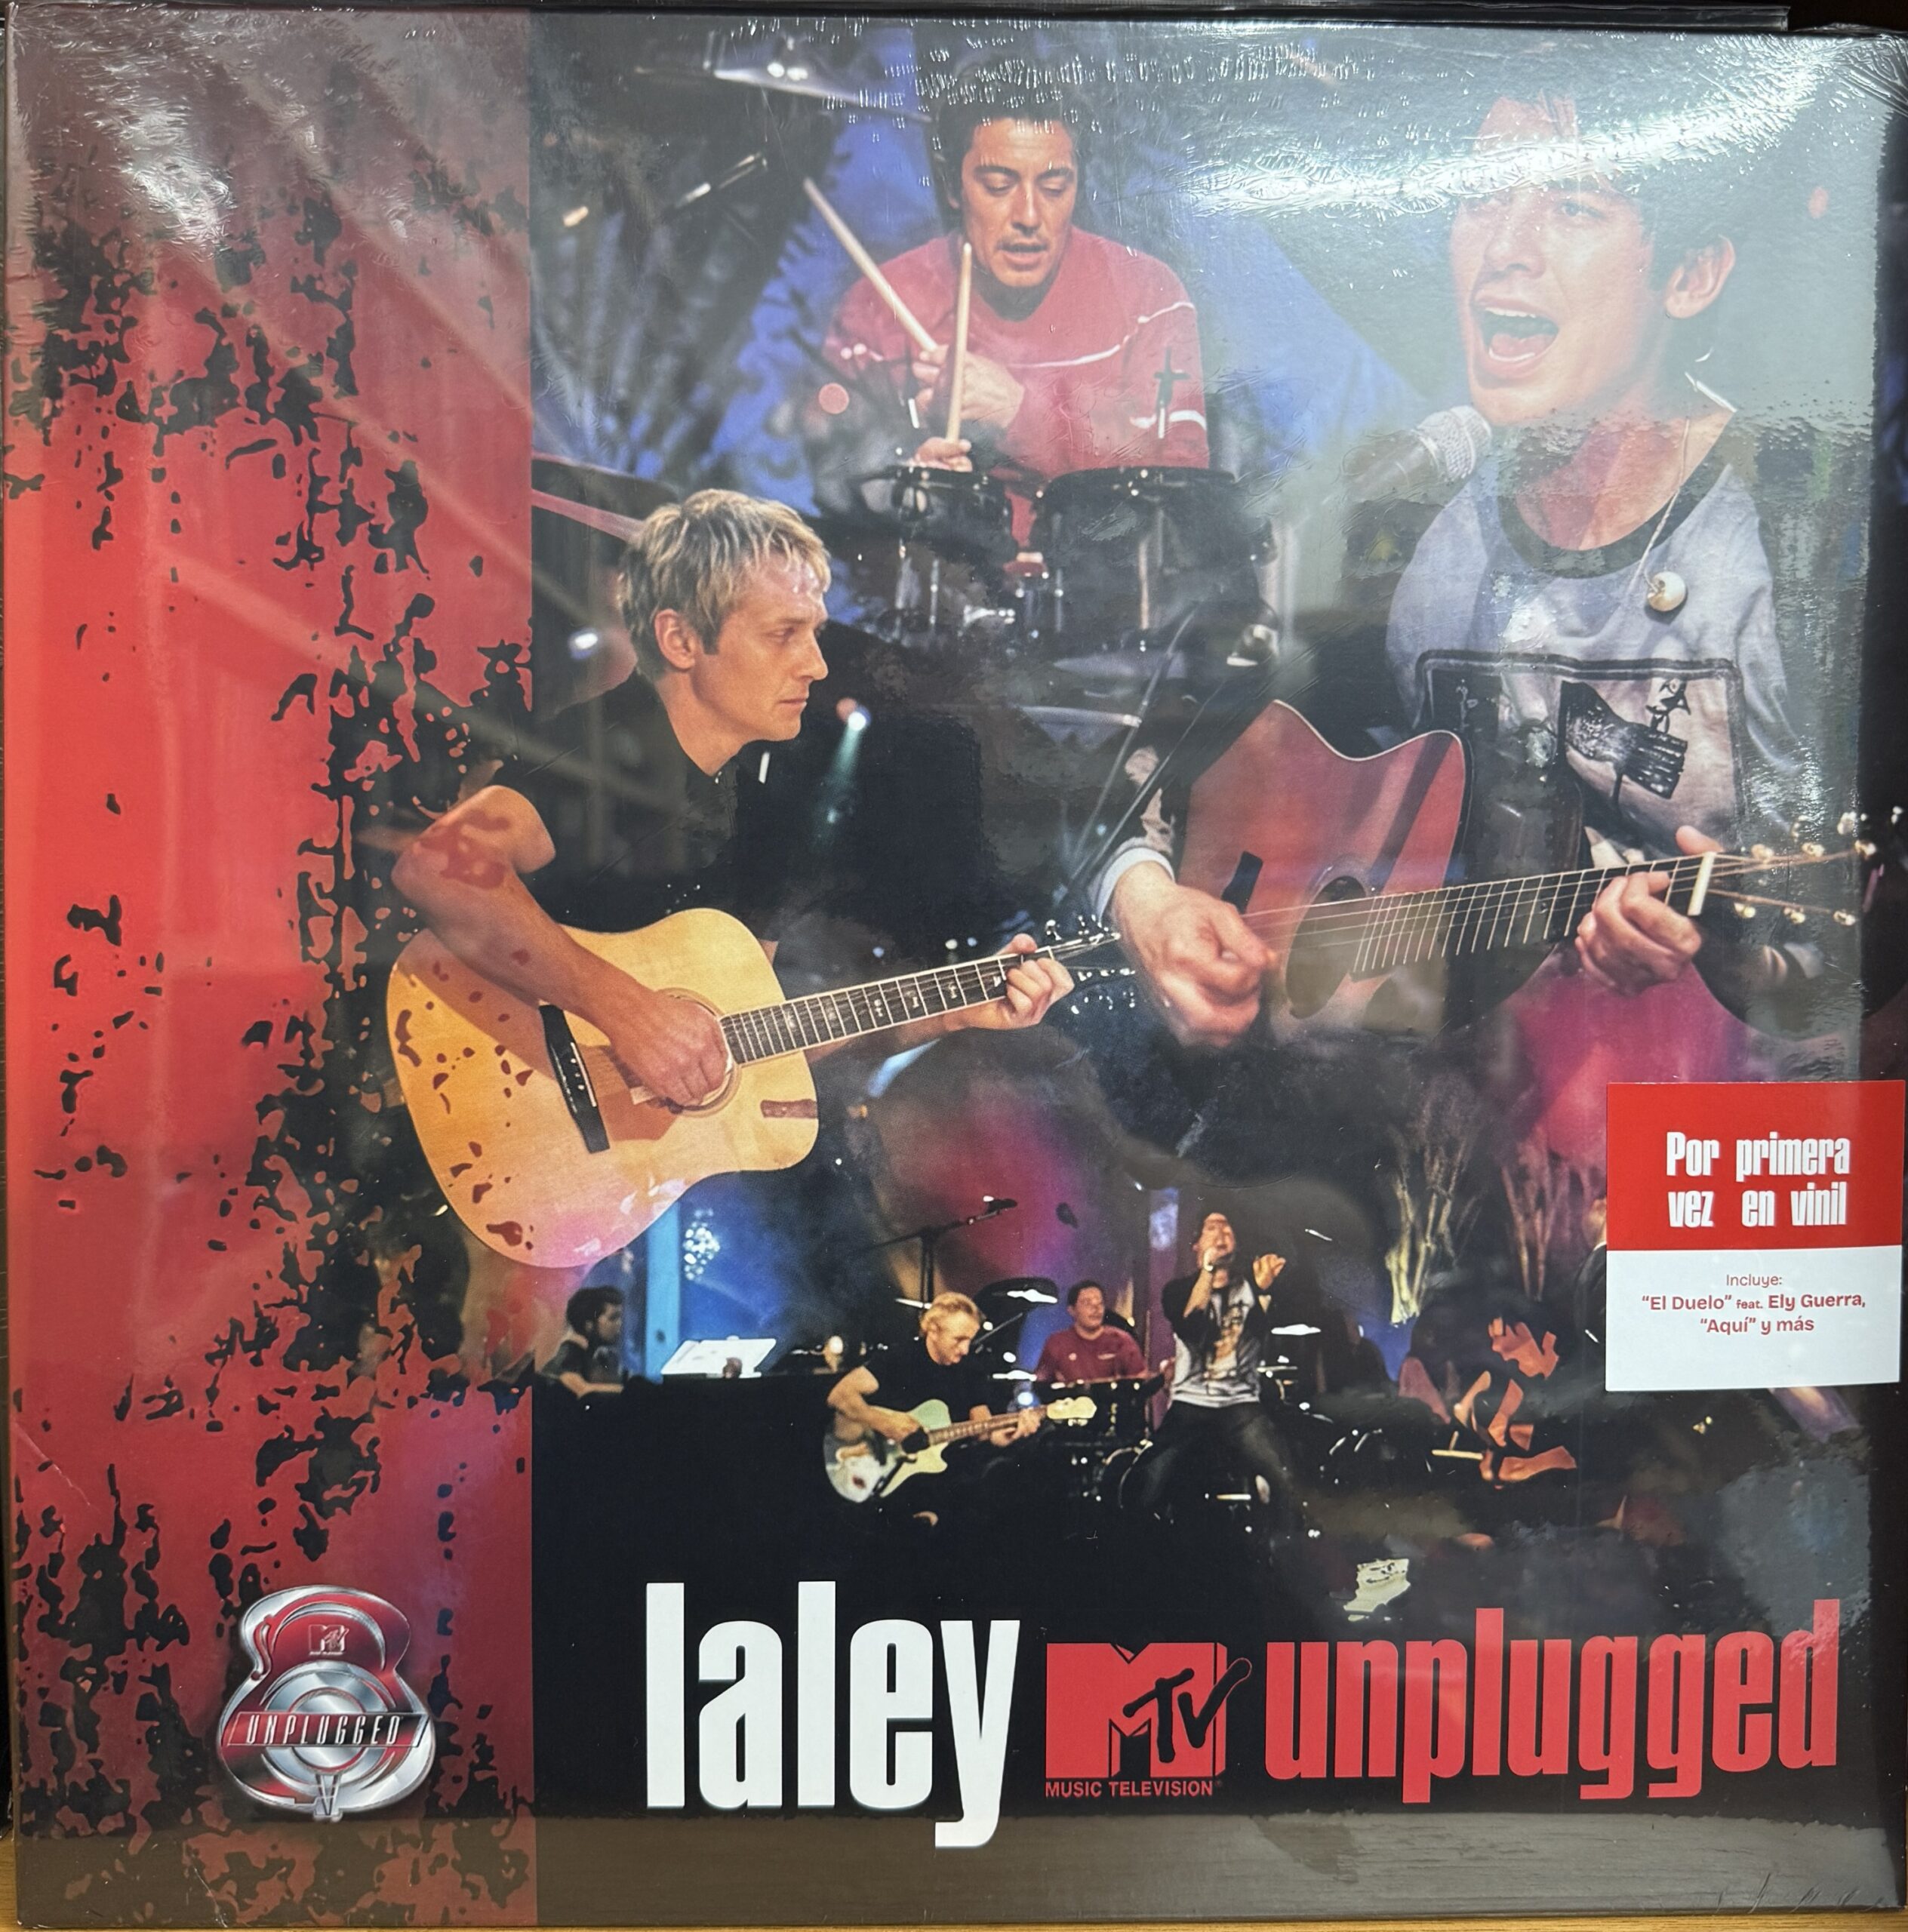 Por primera
vez en vinil
Incluye:
“El Duelo” feat. Ely Guerra,
“Aquí” y más
MTV
UNPLUGGED
laley MTV unplugged
MUSIC TELEVISION